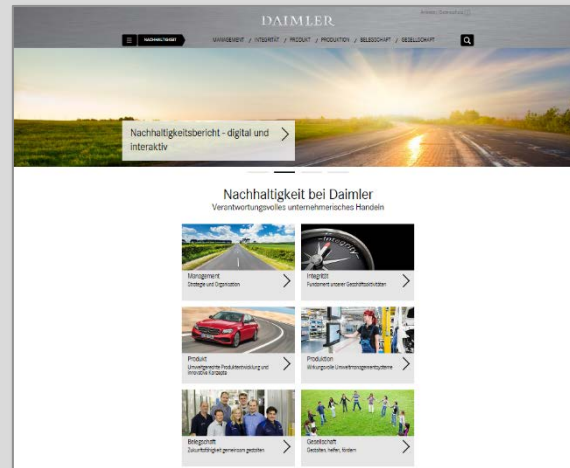 DAIMLER
NACHHALTIGKEIT
MANAGEMENT / INTEGRITÄT / PRODUKT / PRODUKTION / BELEGSCHAFT / GESELLSCHAFT
Nachhaltigkeitsbericht - digital und
interaktiv
Nachhaltigkeit bei Daimler
Verantwortungsvolles unternehmerisches Handeln
Integrity
Management
Strategie und Organisation
Integrität
Fundament unserer Geschäftsaktivitäten
Produkt
Umweltgerechte Produktentwicklung und
innovative Konzepte
Produktion
Wirkungsvolle Umweltmanagementsysteme
Belegschaft
Zukunftsfähigkeit gemeinsam gestalten
Gesellschaft
Gestalten, helfen, fördern